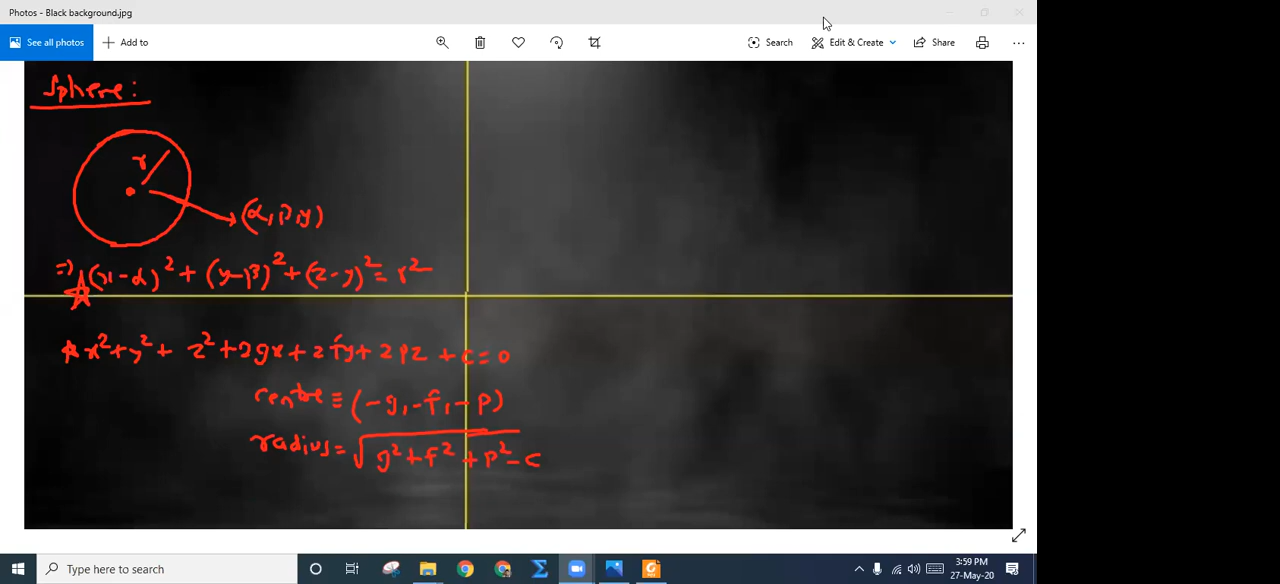 Photos - Black background.jpg
See all photos
Add to
Search
Edit & Create
Share
Sphere:
r
(α, β, γ)
⇒ (x-α)² + (y-β)² + (z-γ)² = r²
x² + y² + z² + 2gx + 2fy + 2pz + c = 0
centre ≡ (-g, -f, -p)
radius = √(g² + f² + p² - c)
Type here to search
3:59 PM
27-May-20